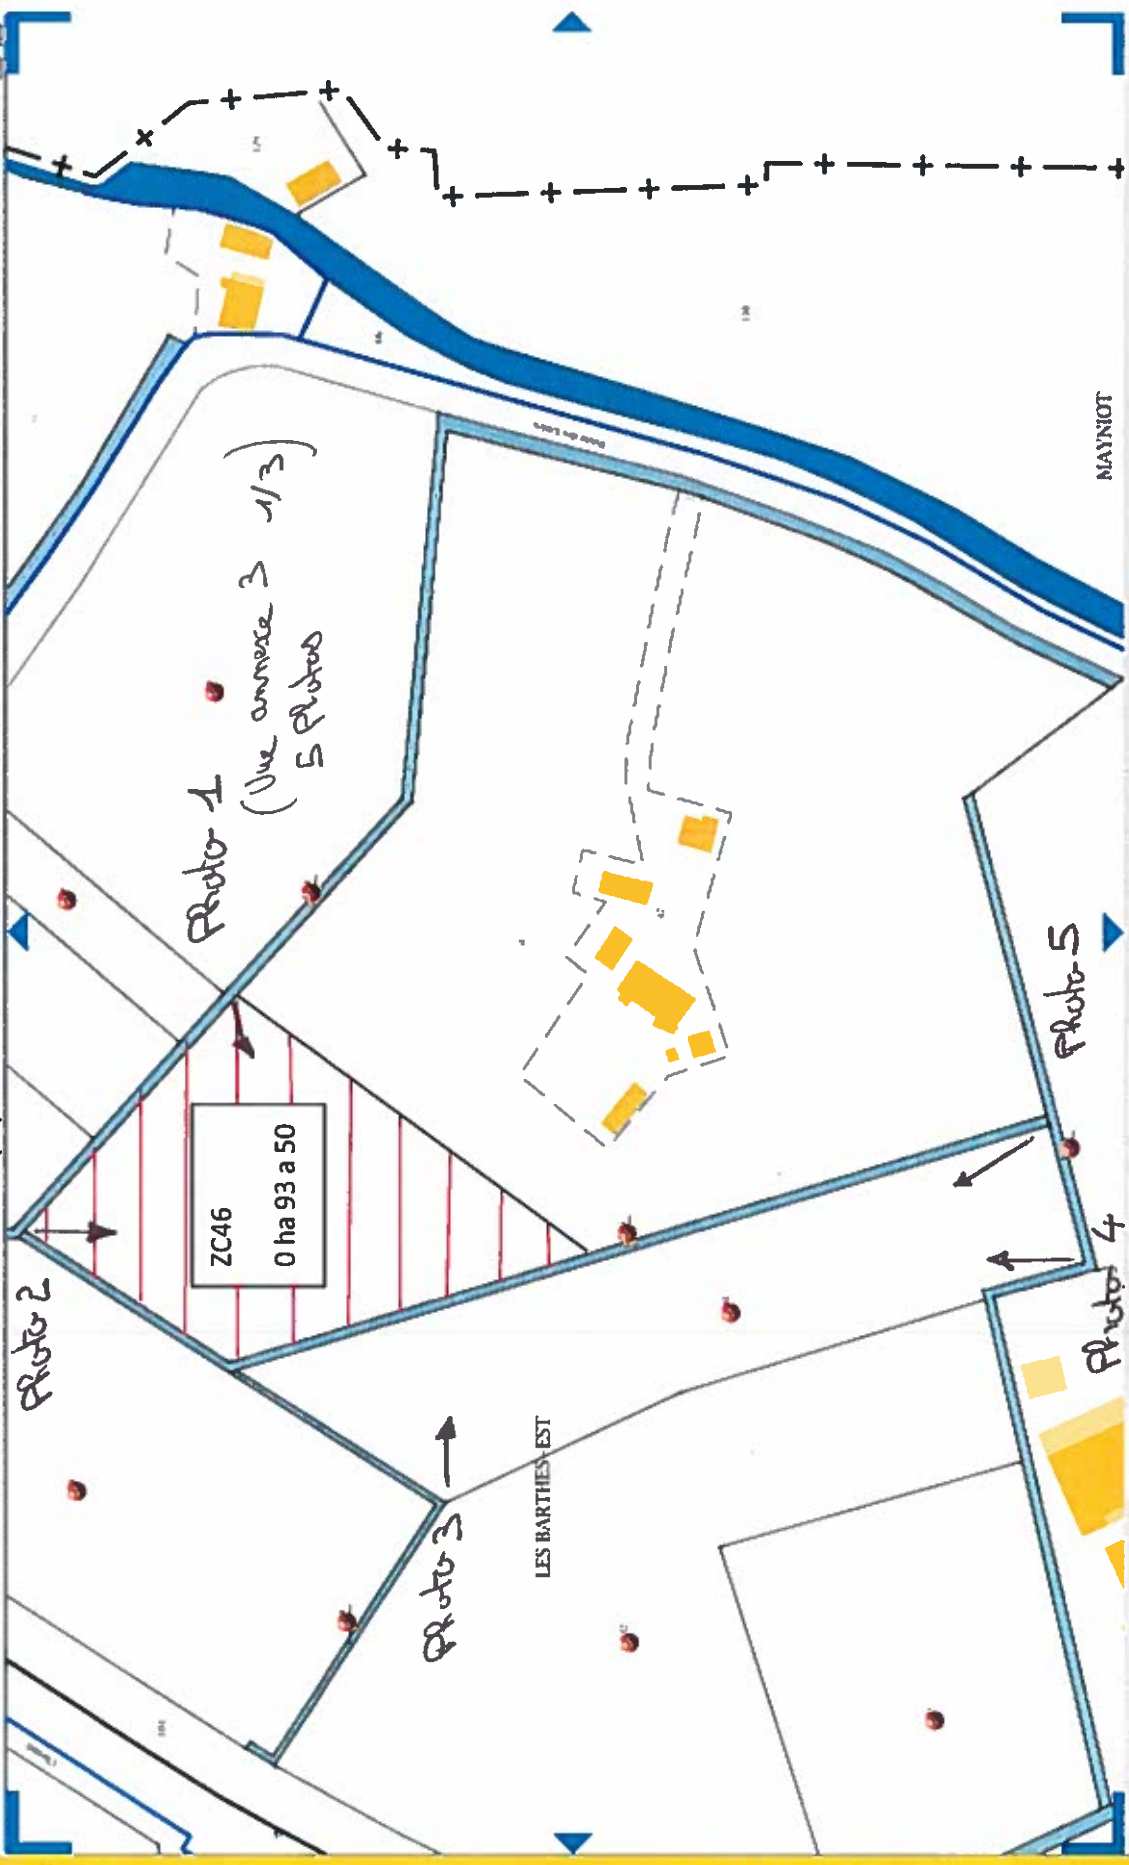 Photo 2
Photo 1
(Vue annexe 3 1/3)
5 Photos
ZC46
0 ha 93 a 50
Photo 3
LES BARTHES-EST
Photo 4
Photo 5
MAYNIOT